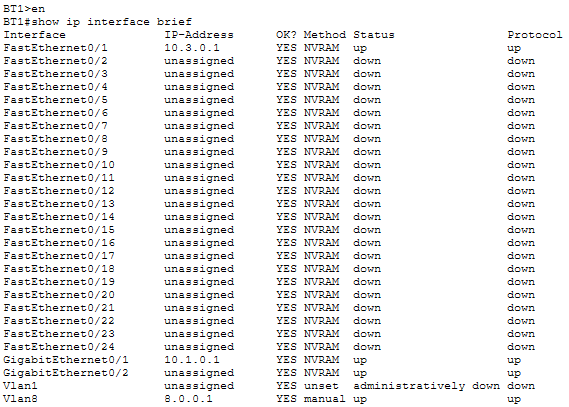 BT1>en
BT1#show ip interface brief
Interface IP-Address OK? Method Status Protocol
FastEthernet0/1 10.3.0.1 YES NVRAM up up
FastEthernet0/2 unassigned YES NVRAM down down
FastEthernet0/3 unassigned YES NVRAM down down
FastEthernet0/4 unassigned YES NVRAM down down
FastEthernet0/5 unassigned YES NVRAM down down
FastEthernet0/6 unassigned YES NVRAM down down
FastEthernet0/7 unassigned YES NVRAM down down
FastEthernet0/8 unassigned YES NVRAM down down
FastEthernet0/9 unassigned YES NVRAM down down
FastEthernet0/10 unassigned YES NVRAM down down
FastEthernet0/11 unassigned YES NVRAM down down
FastEthernet0/12 unassigned YES NVRAM down down
FastEthernet0/13 unassigned YES NVRAM down down
FastEthernet0/14 unassigned YES NVRAM down down
FastEthernet0/15 unassigned YES NVRAM down down
FastEthernet0/16 unassigned YES NVRAM down down
FastEthernet0/17 unassigned YES NVRAM down down
FastEthernet0/18 unassigned YES NVRAM down down
FastEthernet0/19 unassigned YES NVRAM down down
FastEthernet0/20 unassigned YES NVRAM down down
FastEthernet0/21 unassigned YES NVRAM down down
FastEthernet0/22 unassigned YES NVRAM down down
FastEthernet0/23 unassigned YES NVRAM down down
FastEthernet0/24 unassigned YES NVRAM down down
GigabitEthernet0/1 10.1.0.1 YES NVRAM up up
GigabitEthernet0/2 unassigned YES NVRAM up up
Vlan1 unassigned YES unset administratively down down
Vlan8 8.0.0.1 YES manual up up